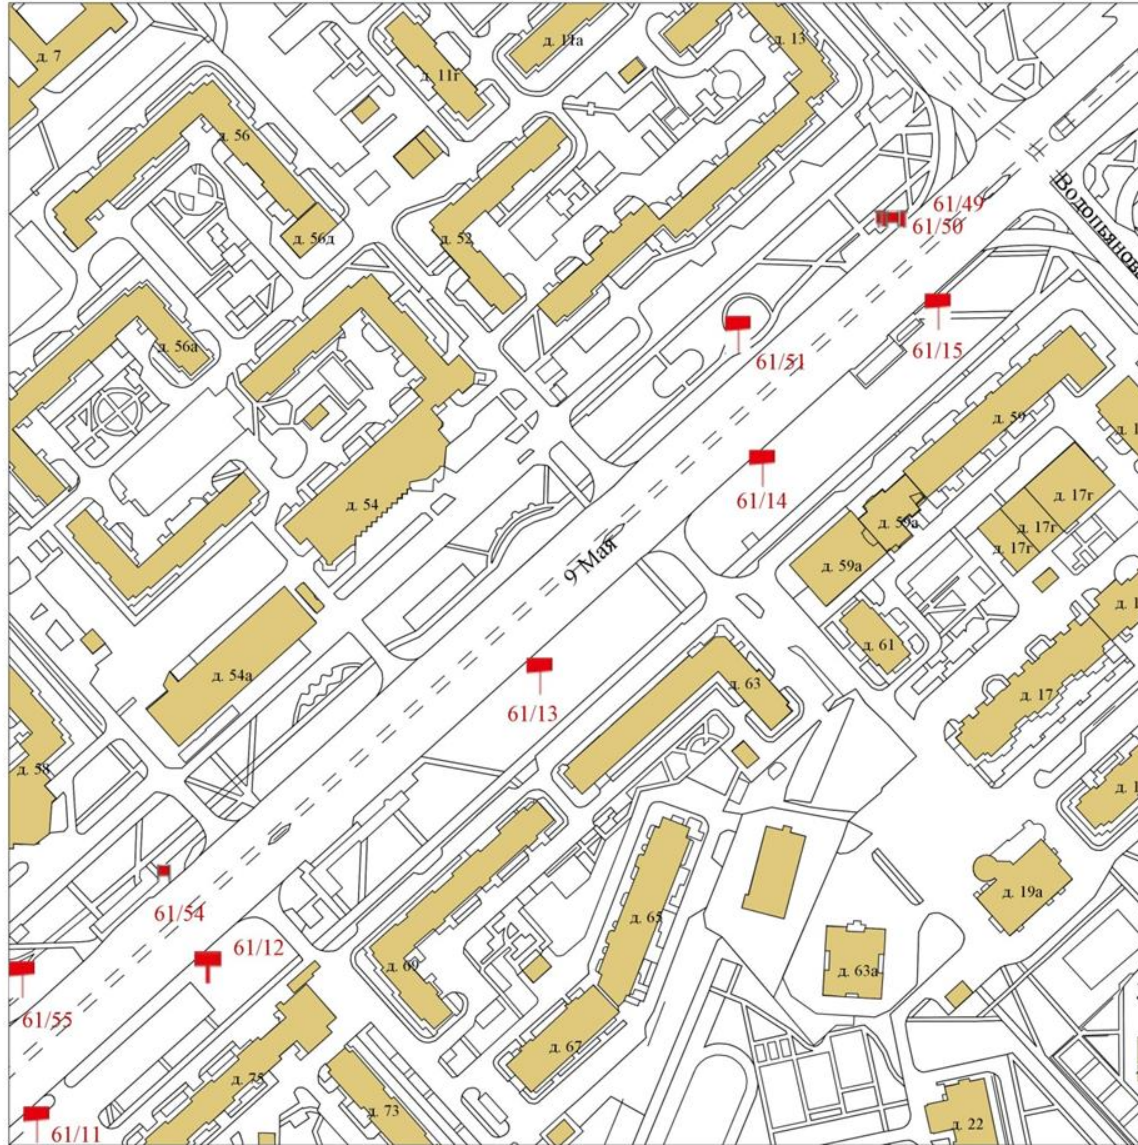 д. 7
д. 11г
д. 11а
д. 13
д. 56
д. 56д
д. 52
61/49
61/50
Водопьянова
д. 56а
61/51
61/15
д. 59
61/14
д. 54
д. 17г
д. 17г
д. 17г
д. 59а
д. 59а
9 Мая
д. 61
д. 54а
д. 63
61/13
д. 17
д. 58
61/54
д. 19а
д. 65
61/12
д. 69
д. 63а
61/55
д. 67
д. 75
д. 73
д. 22
61/11